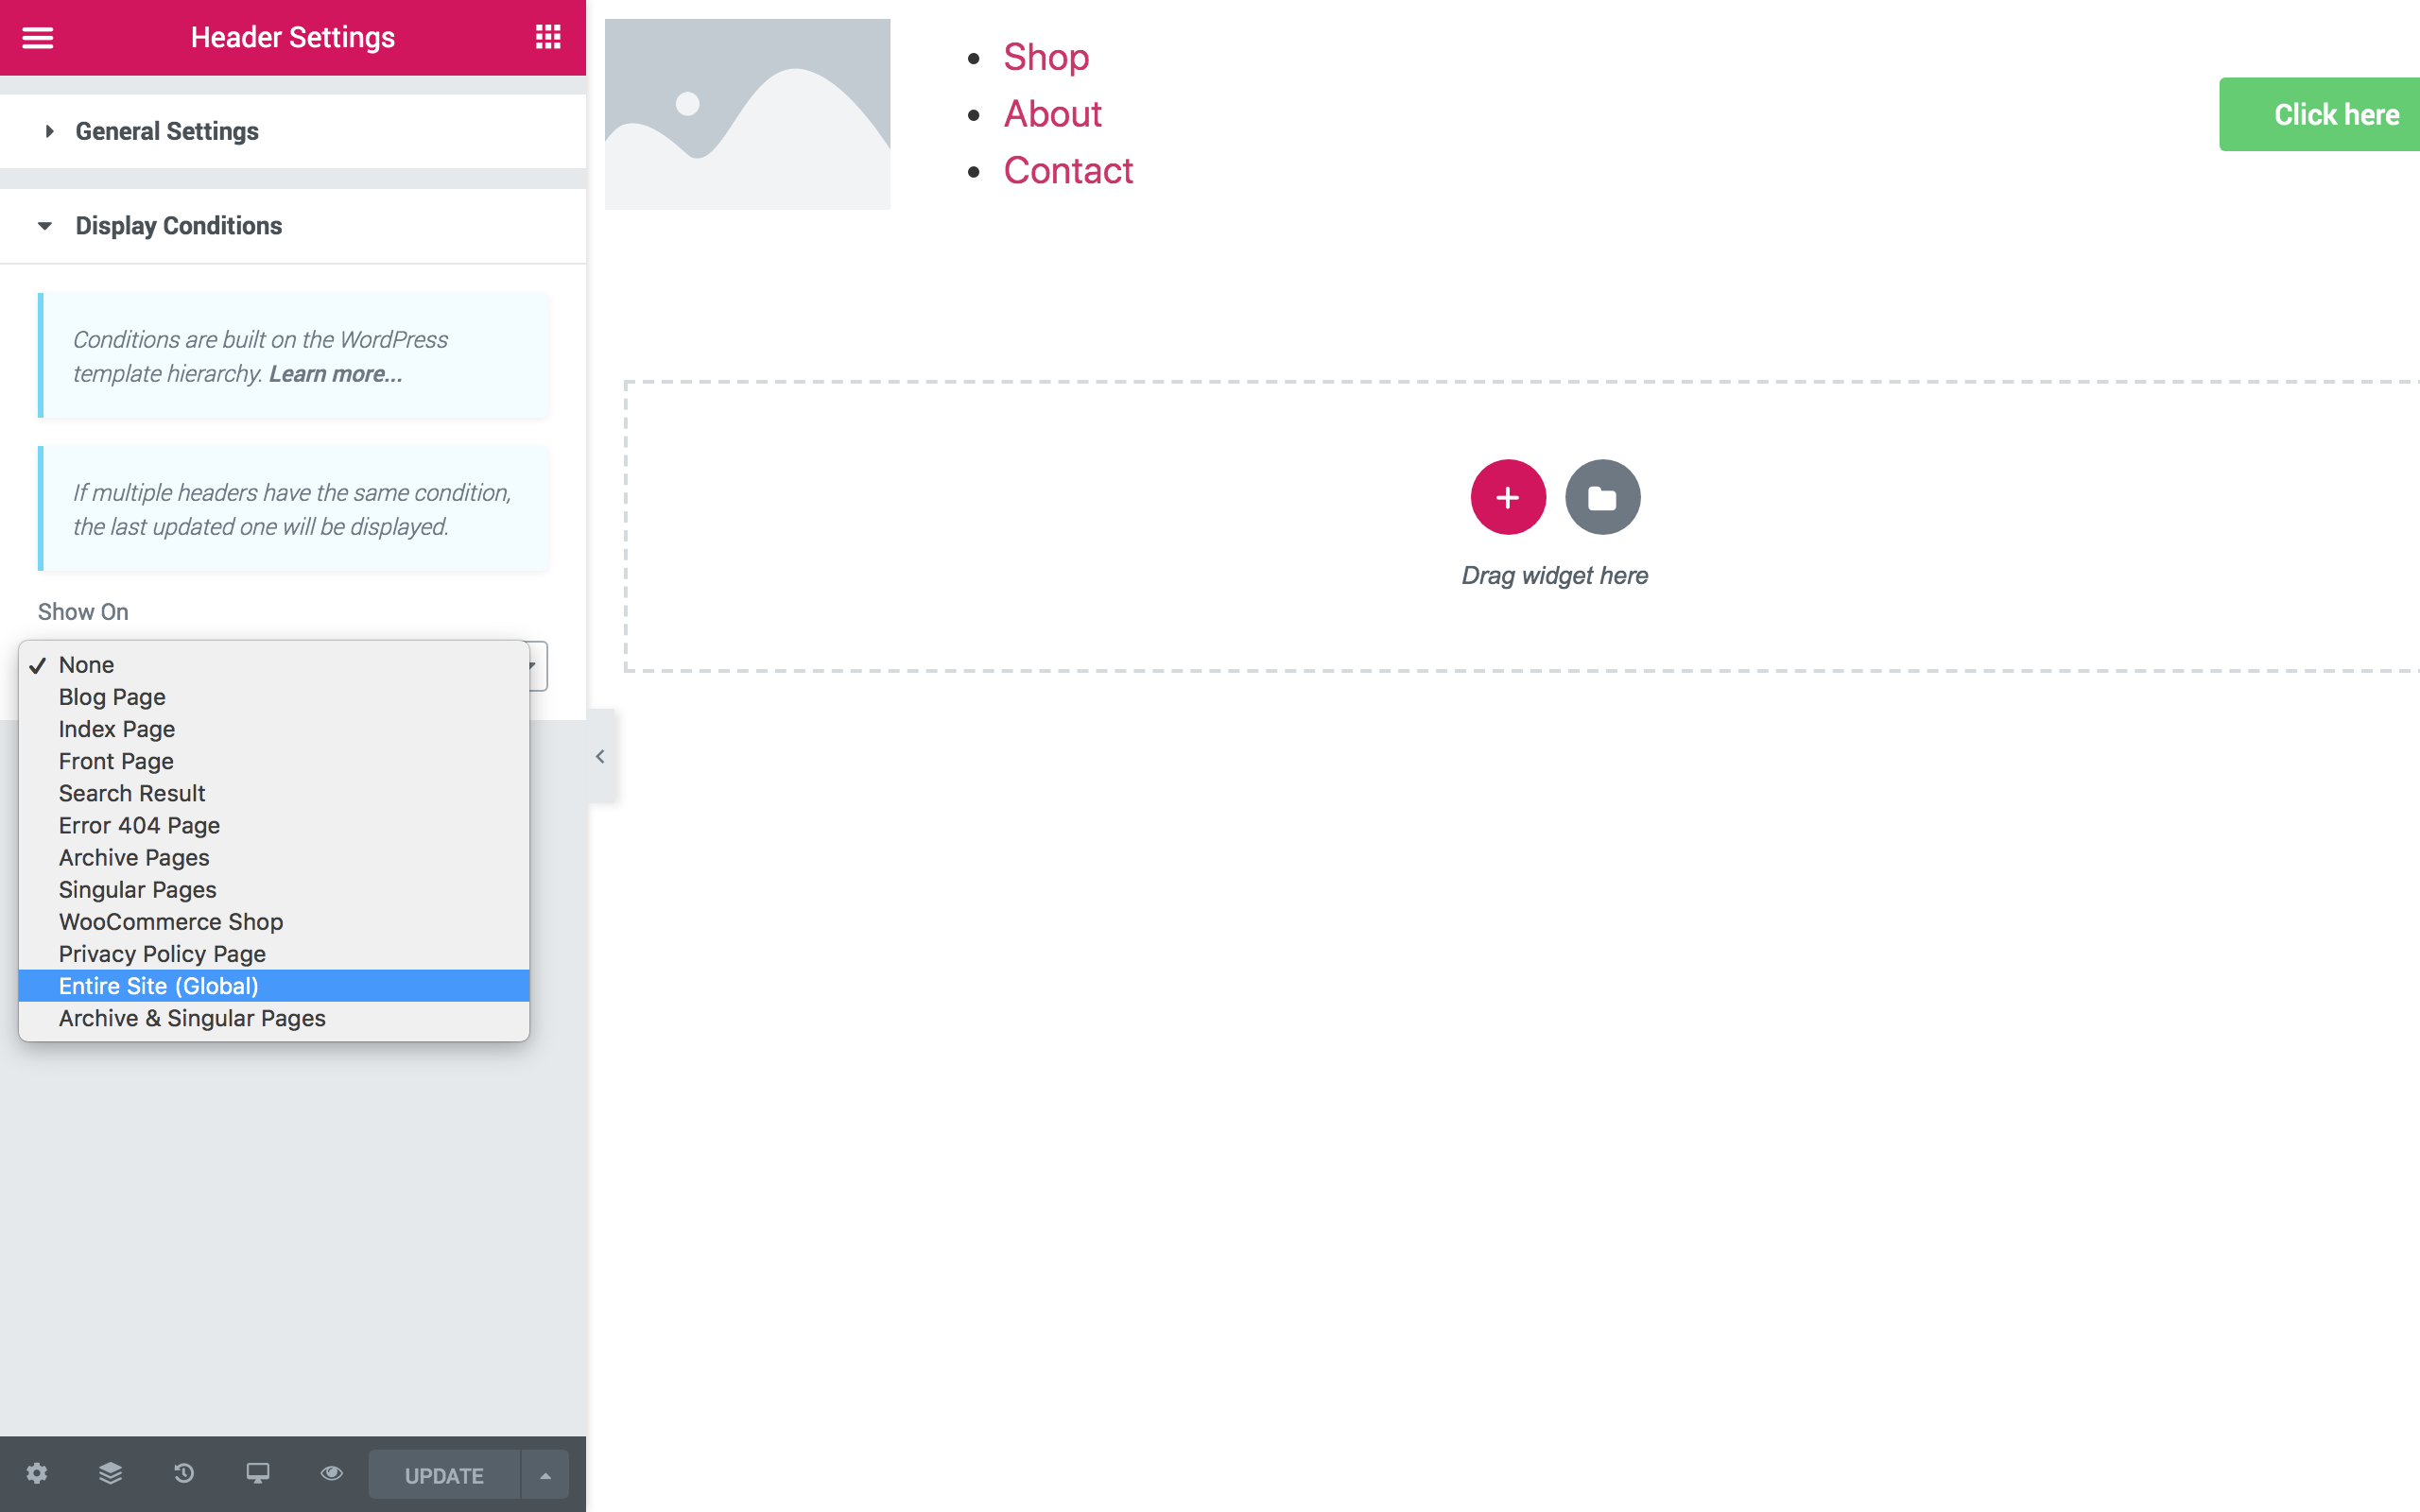 Header Settings
General Settings
Display Conditions
Conditions are built on the WordPress
template hierarchy. Learn more...
If multiple headers have the same condition,
the last updated one will be displayed.
Show On
None
Blog Page
Index Page
Front Page
Search Result
Error 404 Page
Archive Pages
Singular Pages
WooCommerce Shop
Privacy Policy Page
Entire Site (Global)
Archive & Singular Pages
UPDATE
Shop
About
Contact
Click here
Drag widget here